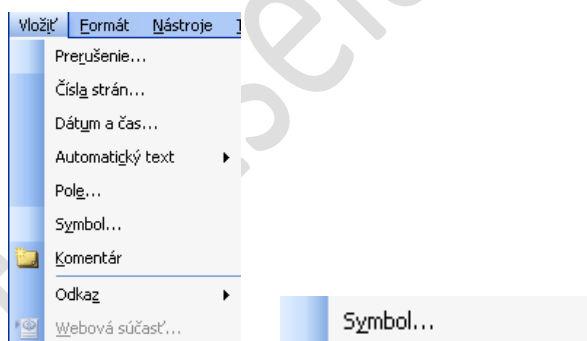 Vložiť Formát Nástroje
Prerušenie...
Čísla strán...
Dátum a čas...
Automatický text
Pole...
Symbol...
Komentár
Odkaz
Webová súčasť...
Symbol...